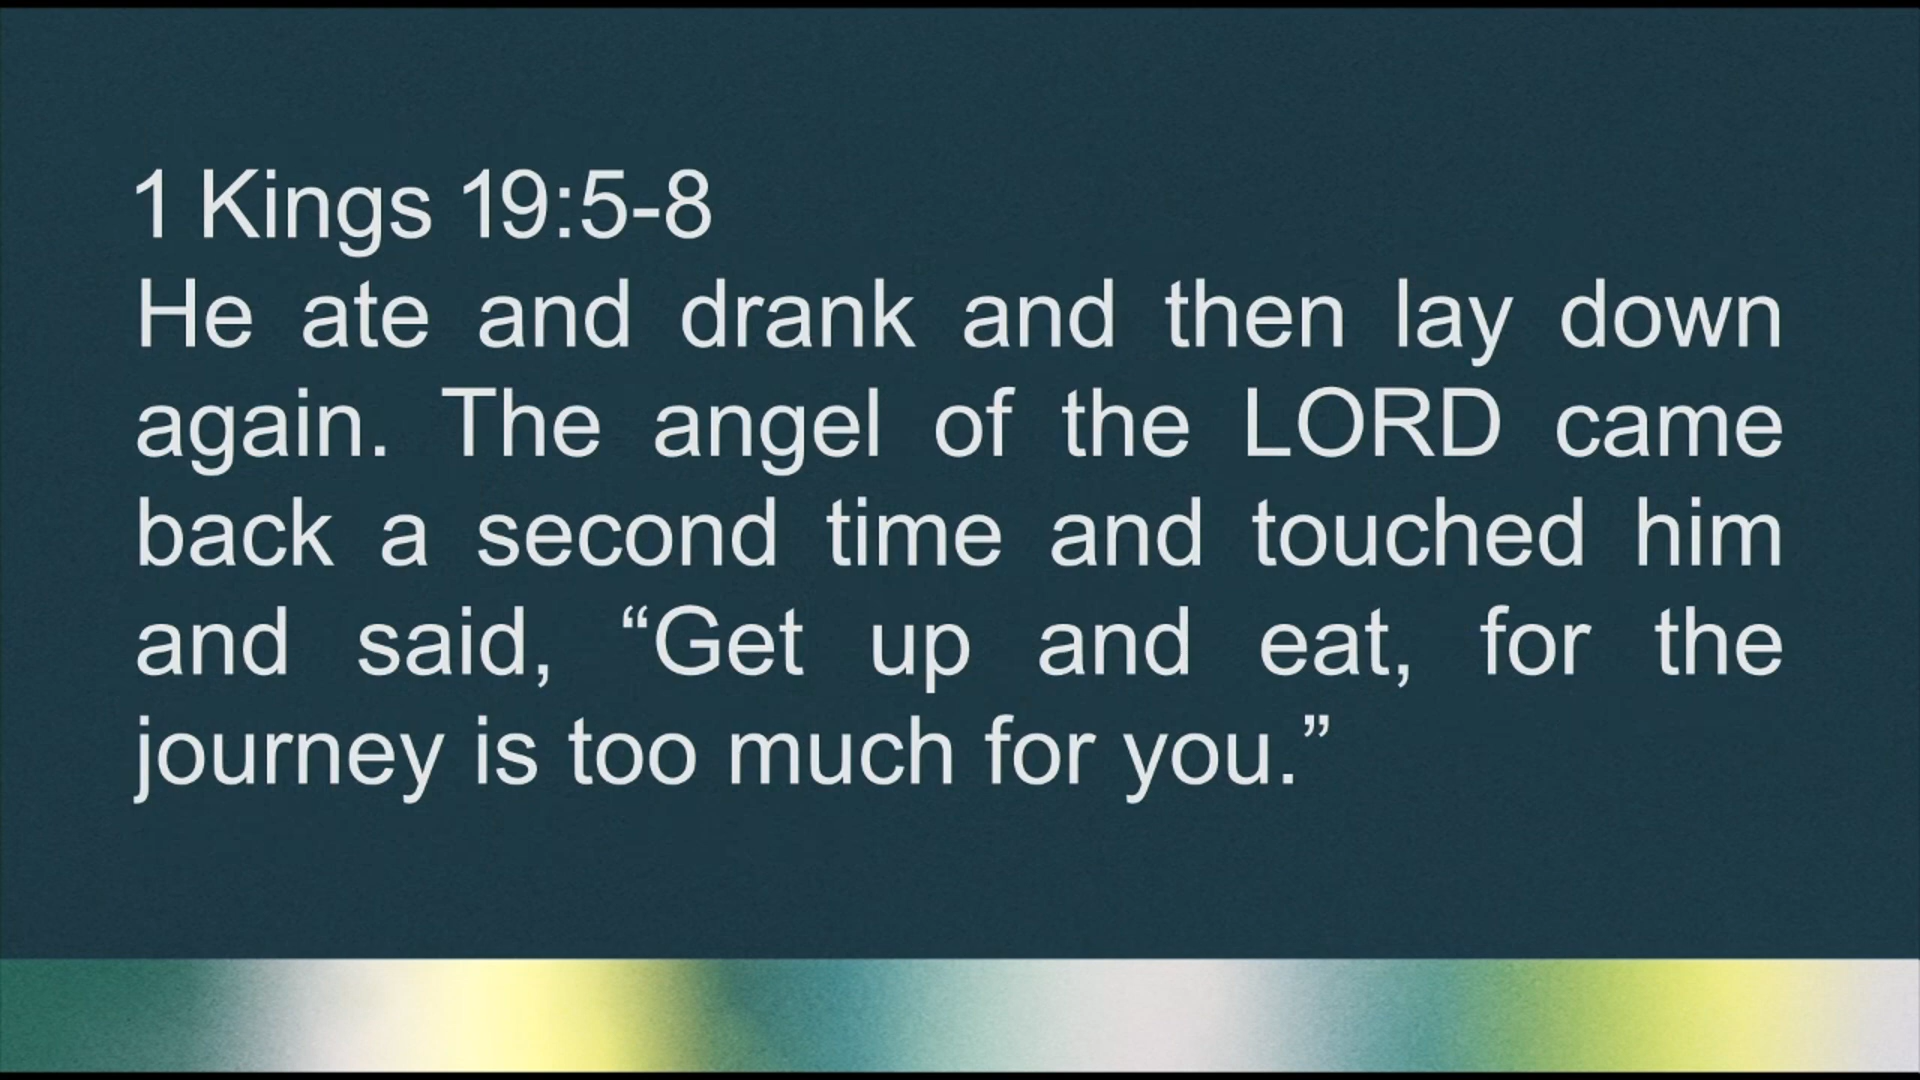 1 Kings 19:5-8
He ate and drank and then lay down
again. The angel of the LORD came
back a second time and touched him
and said, “Get up and eat, for the
journey is too much for you.”